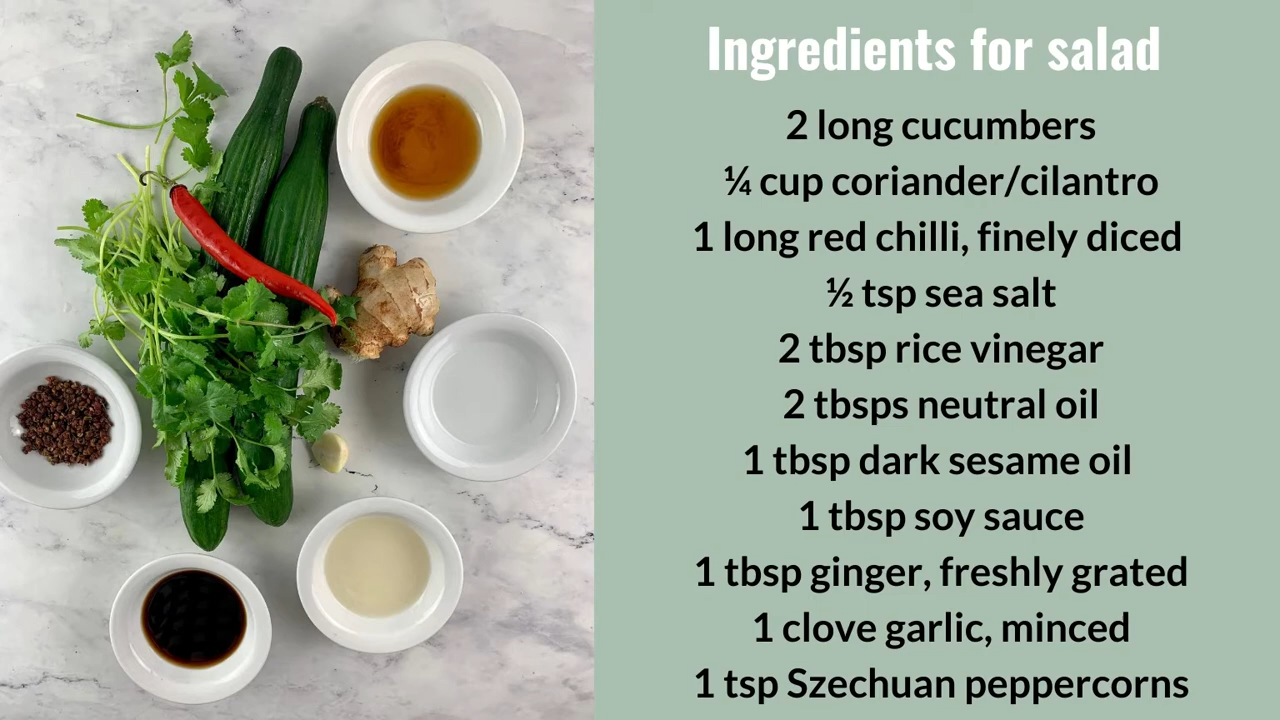 Ingredients for salad
2 long cucumbers
¼ cup coriander/cilantro
1 long red chilli, finely diced
½ tsp sea salt
2 tbsp rice vinegar
2 tbsps neutral oil
1 tbsp dark sesame oil
1 tbsp soy sauce
1 tbsp ginger, freshly grated
1 clove garlic, minced
1 tsp Szechuan peppercorns